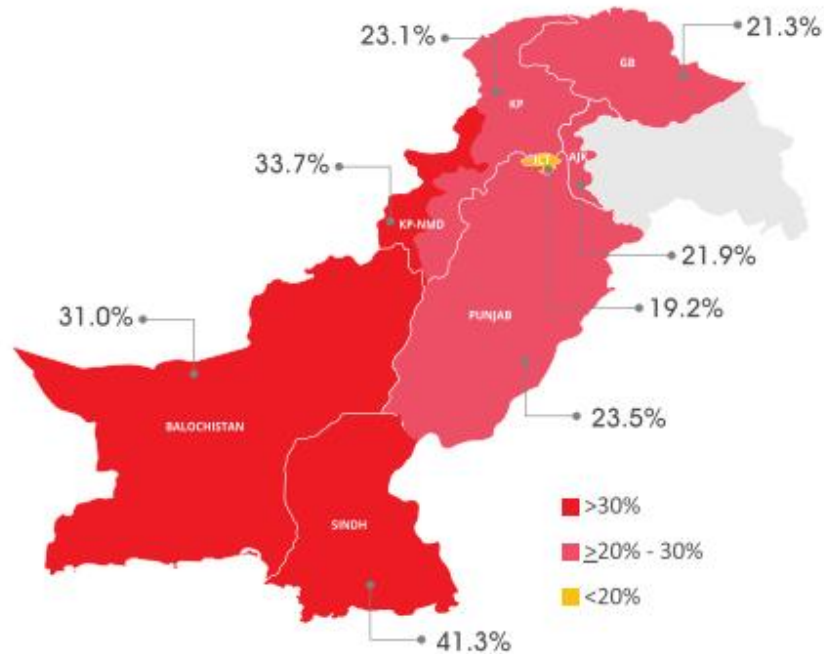 23.1%
21.3%
GB
KP
ICT
AJK
33.7%
KP-NMD
21.9%
19.2%
31.0%
PUNJAB
23.5%
BALOCHISTAN
>30%
SINDH
≥20% - 30%
<20%
41.3%